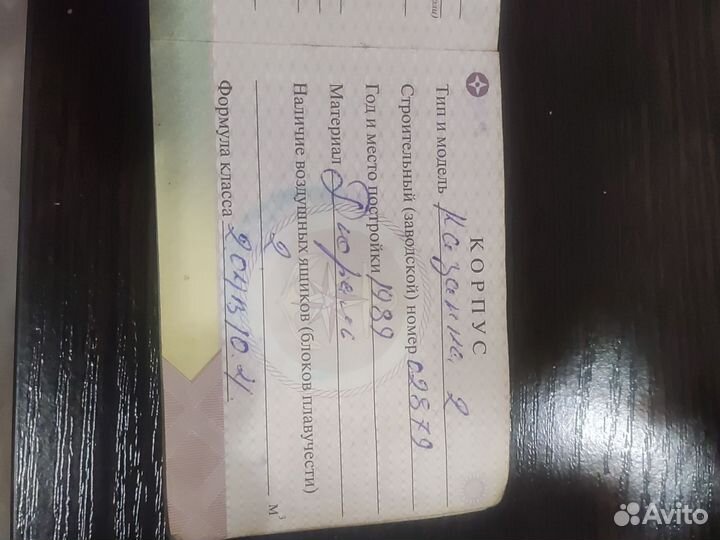 КОРПУС
Тип и модель Казанка 2
Строительный (заводской) номер 02879
Год и место постройки 1989
Материал Дюраль
Наличие воздушных ящиков (блоков плавучести)
2 м³
Формула класса
Avito